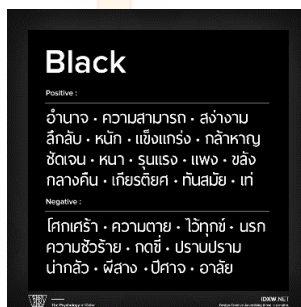 Black
Positive :
อำนาจ • ความสามารถ • สง่างาม
ลึกลับ • หนัก • แข็งแกร่ง • กล้าหาญ
ชัดเจน • หนา • รุนแรง • แพง • ขลัง
กลางคืน • เกียรติยศ • ทันสมัย • เท่
Negative :
โศกเศร้า • ความตาย • ไว้ทุกข์ • นรก
ความชั่วร้าย • กดขี่ • ปราบปราม
น่ากลัว • ผีสาง • ปีศาจ • อาลัย
The Psychology of Color
IDXW.NET